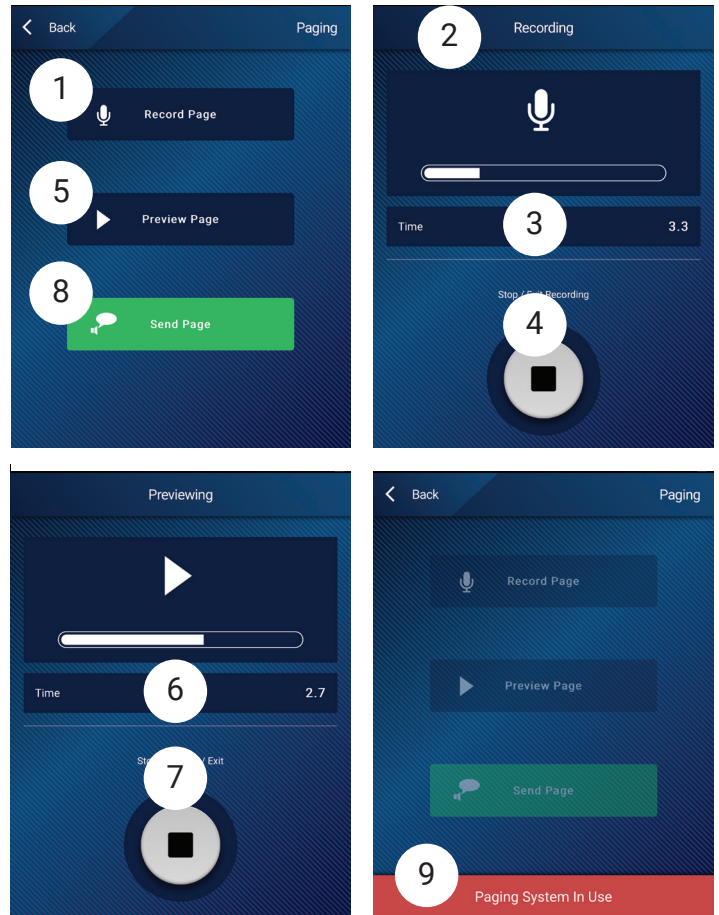 Back
Paging
1
Record Page
5
Preview Page
8
Send Page
2
Recording
Time
3
3.3
Stop / Recording
4
Previewing
Time
6
2.7
/ Exit
7
Back
Paging
Record Page
Preview Page
Send Page
9
Paging System In Use